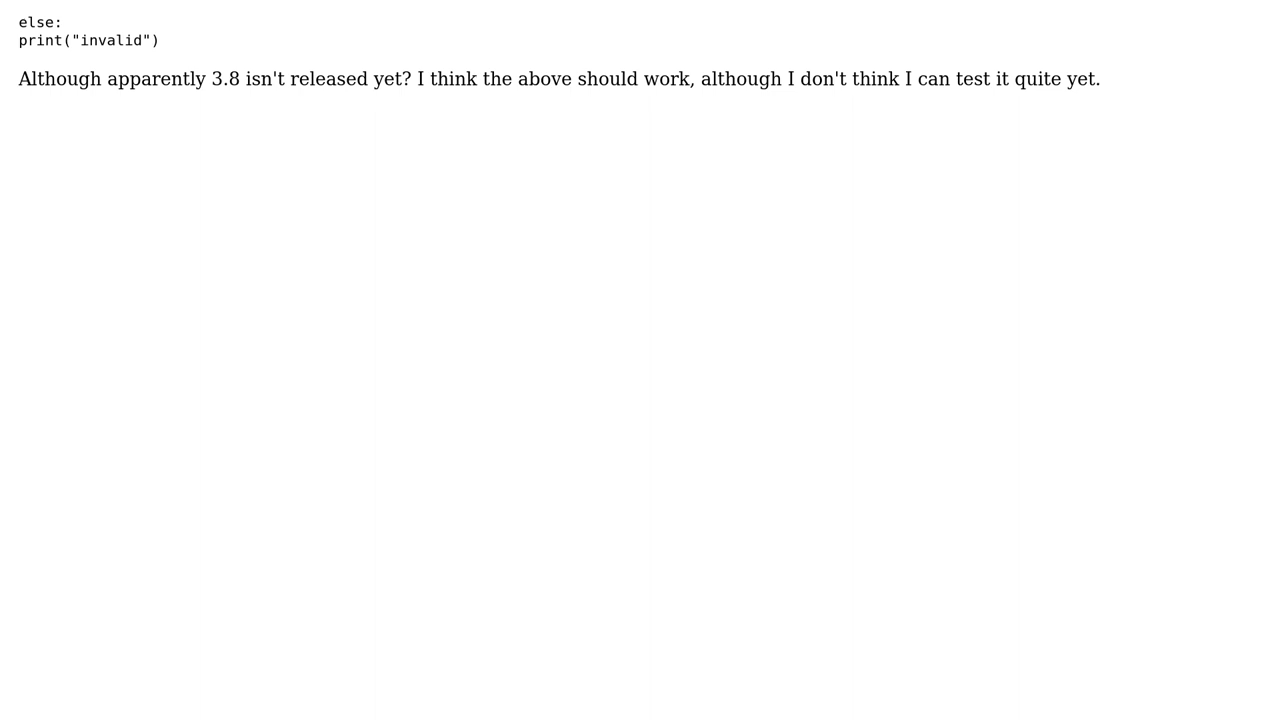 else:
print("invalid")
Although apparently 3.8 isn't released yet? I think the above should work, although I don't think I can test it quite yet.